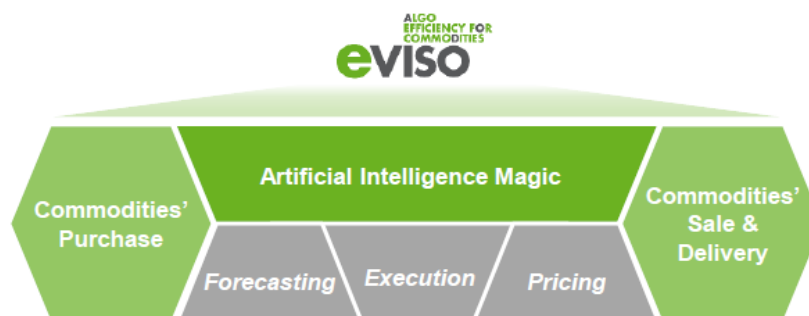 ALGO
EFFICIENCY FOR
COMMODITIES
eVISO
Artificial Intelligence Magic
Commodities'
Purchase
Commodities'
Sale &
Delivery
Forecasting
Execution
Pricing